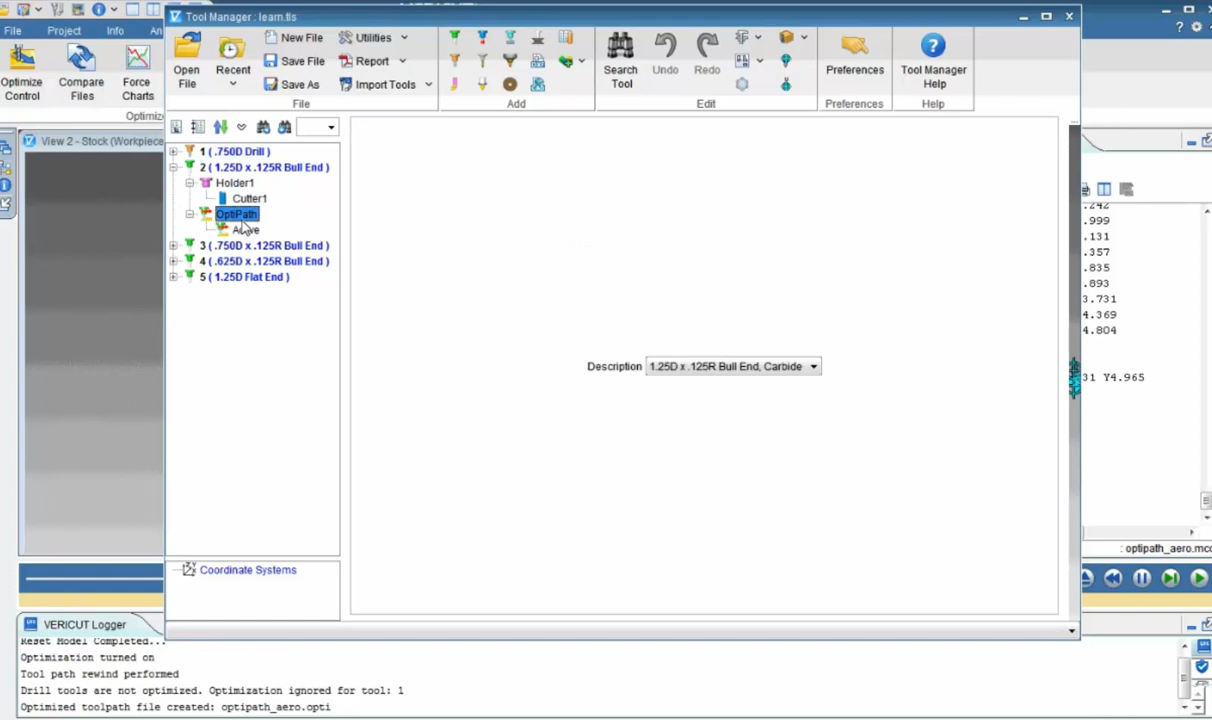 File Project Info An
Optimize Control
Compare Files
Force Charts
Optimiz
View 2 - Stock (Workpiece
Tool Manager : learn.tls
Open File
Recent
New File
Save File
Save As
Utilities
Report
Import Tools
File
Add
Search Tool
Undo
Redo
Edit
Preferences
Preferences
Tool Manager Help
Help
1 ( .750D Drill )
2 ( 1.25D x .125R Bull End )
Holder1
Cutter1
OptiPath
3 ( .750D x .125R Bull End )
4 ( .625D x .125R Bull End )
5 ( 1.25D Flat End )
Description 1.25D x .125R Bull End, Carbide
Coordinate Systems
.242
.999
.131
.357
.835
.893
3.731
4.369
4.804
31 Y4.965
: optipath_aero.mc
VERICUT Logger
Reset Model Completed...
Optimization turned on
Tool path rewind performed
Drill tools are not optimized. Optimization ignored for tool: 1
Optimized toolpath file created: optipath_aero.opti